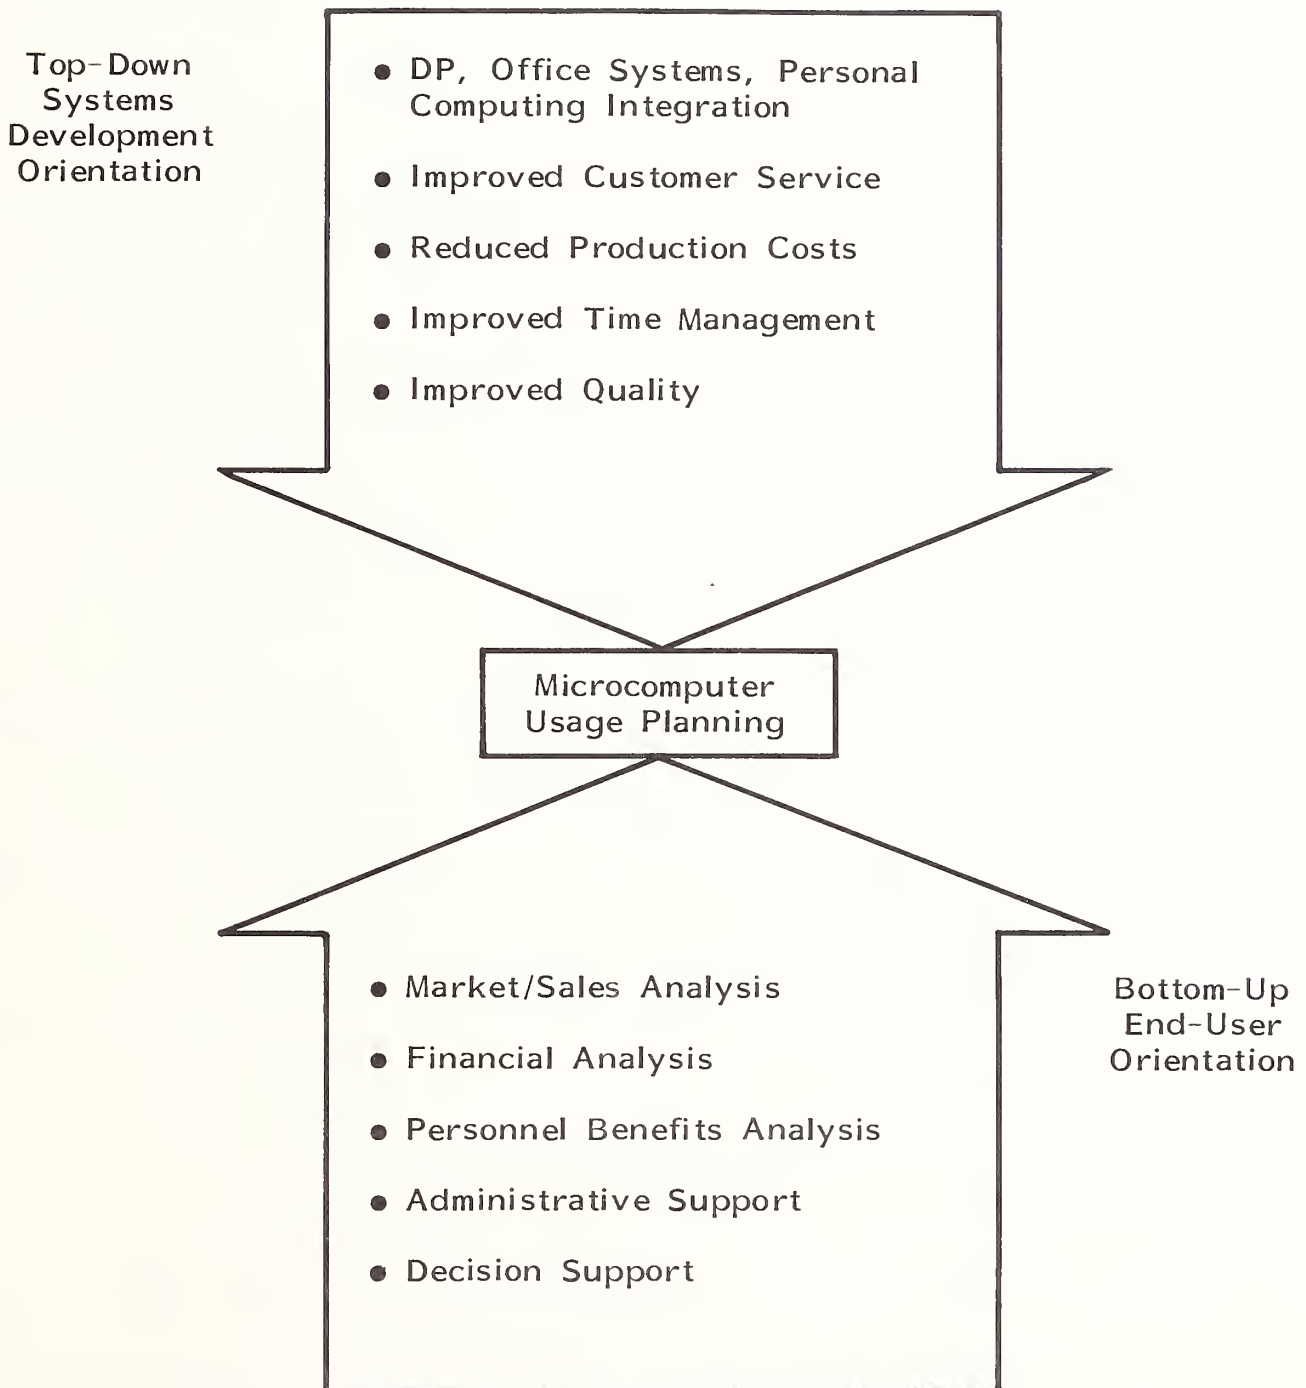 Top-Down
Systems
Development
Orientation
● DP, Office Systems, Personal
Computing Integration
● Improved Customer Service
● Reduced Production Costs
● Improved Time Management
● Improved Quality
Microcomputer
Usage Planning
● Market/Sales Analysis
● Financial Analysis
● Personnel Benefits Analysis
● Administrative Support
● Decision Support
Bottom-Up
End-User
Orientation